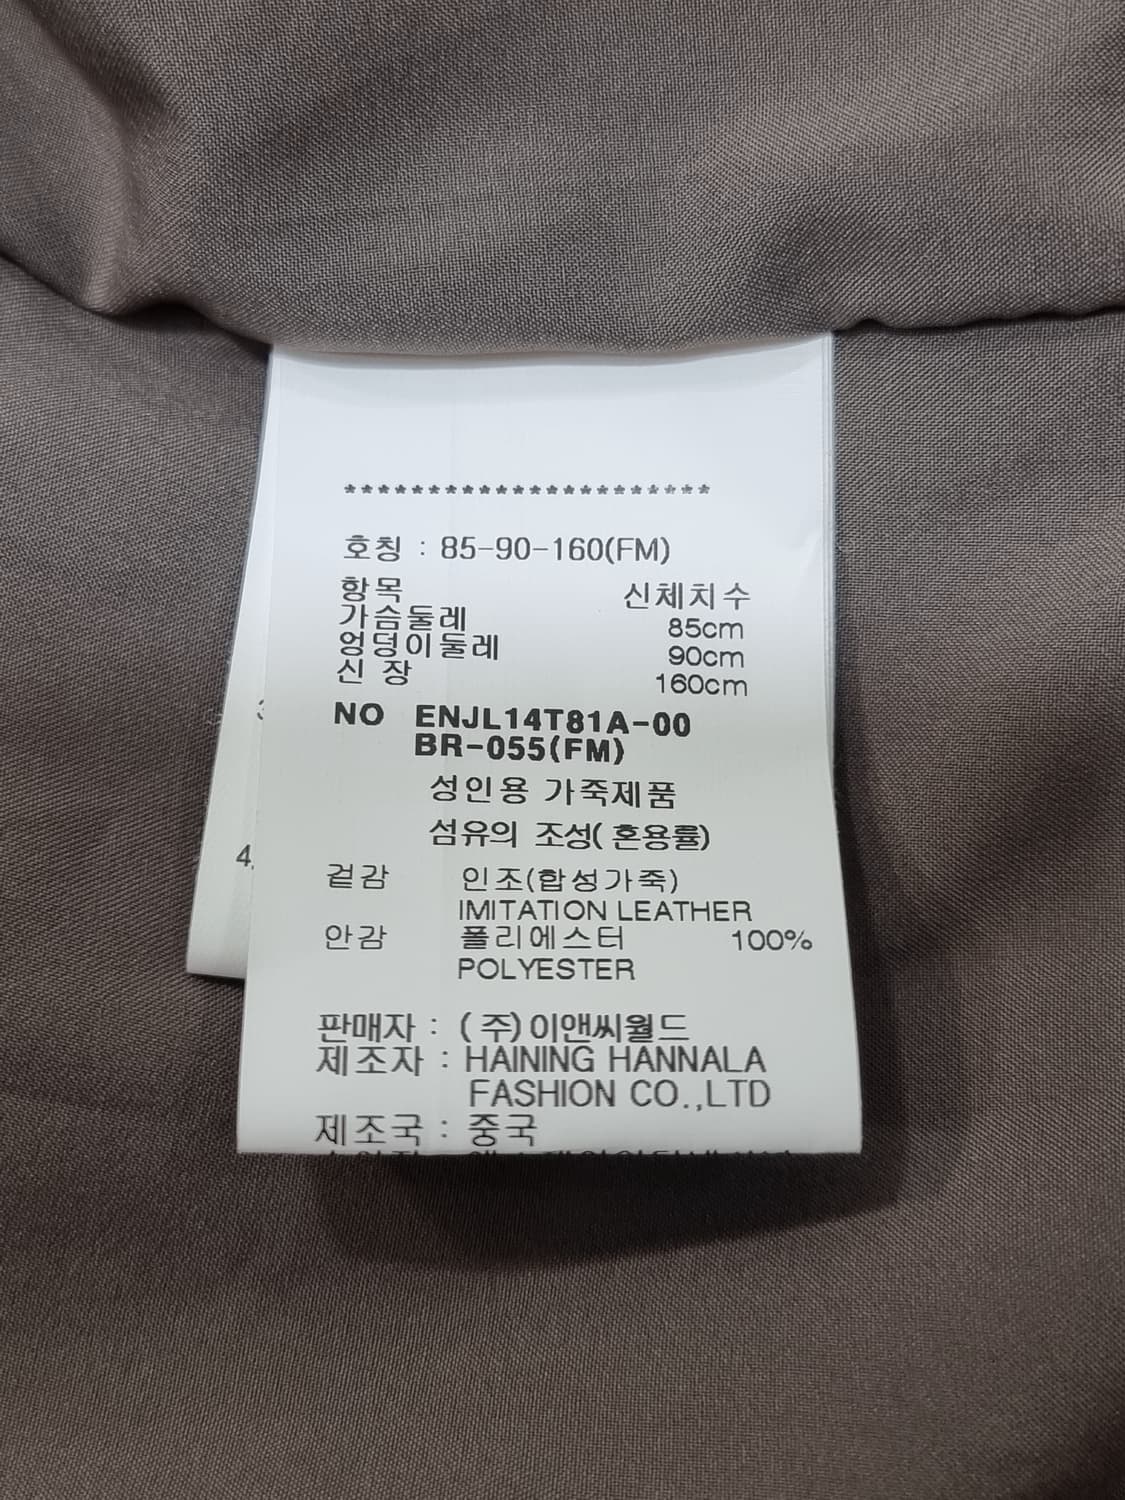 **********************
호칭 : 85-90-160(FM)
항목 신체치수
가슴둘레 85cm
엉덩이둘레 90cm
신 장 160cm
NO ENJL14T81A-00
BR-055(FM)
성인용 가죽제품
섬유의 조성( 혼용률)
겉감 인조(합성가죽)
IMITATION LEATHER
안감 폴리에스터 100%
POLYESTER
판매자 : (주)이앤씨월드
제조자 : HAINING HANNALA
FASHION CO.,LTD
제조국 : 중국
4.